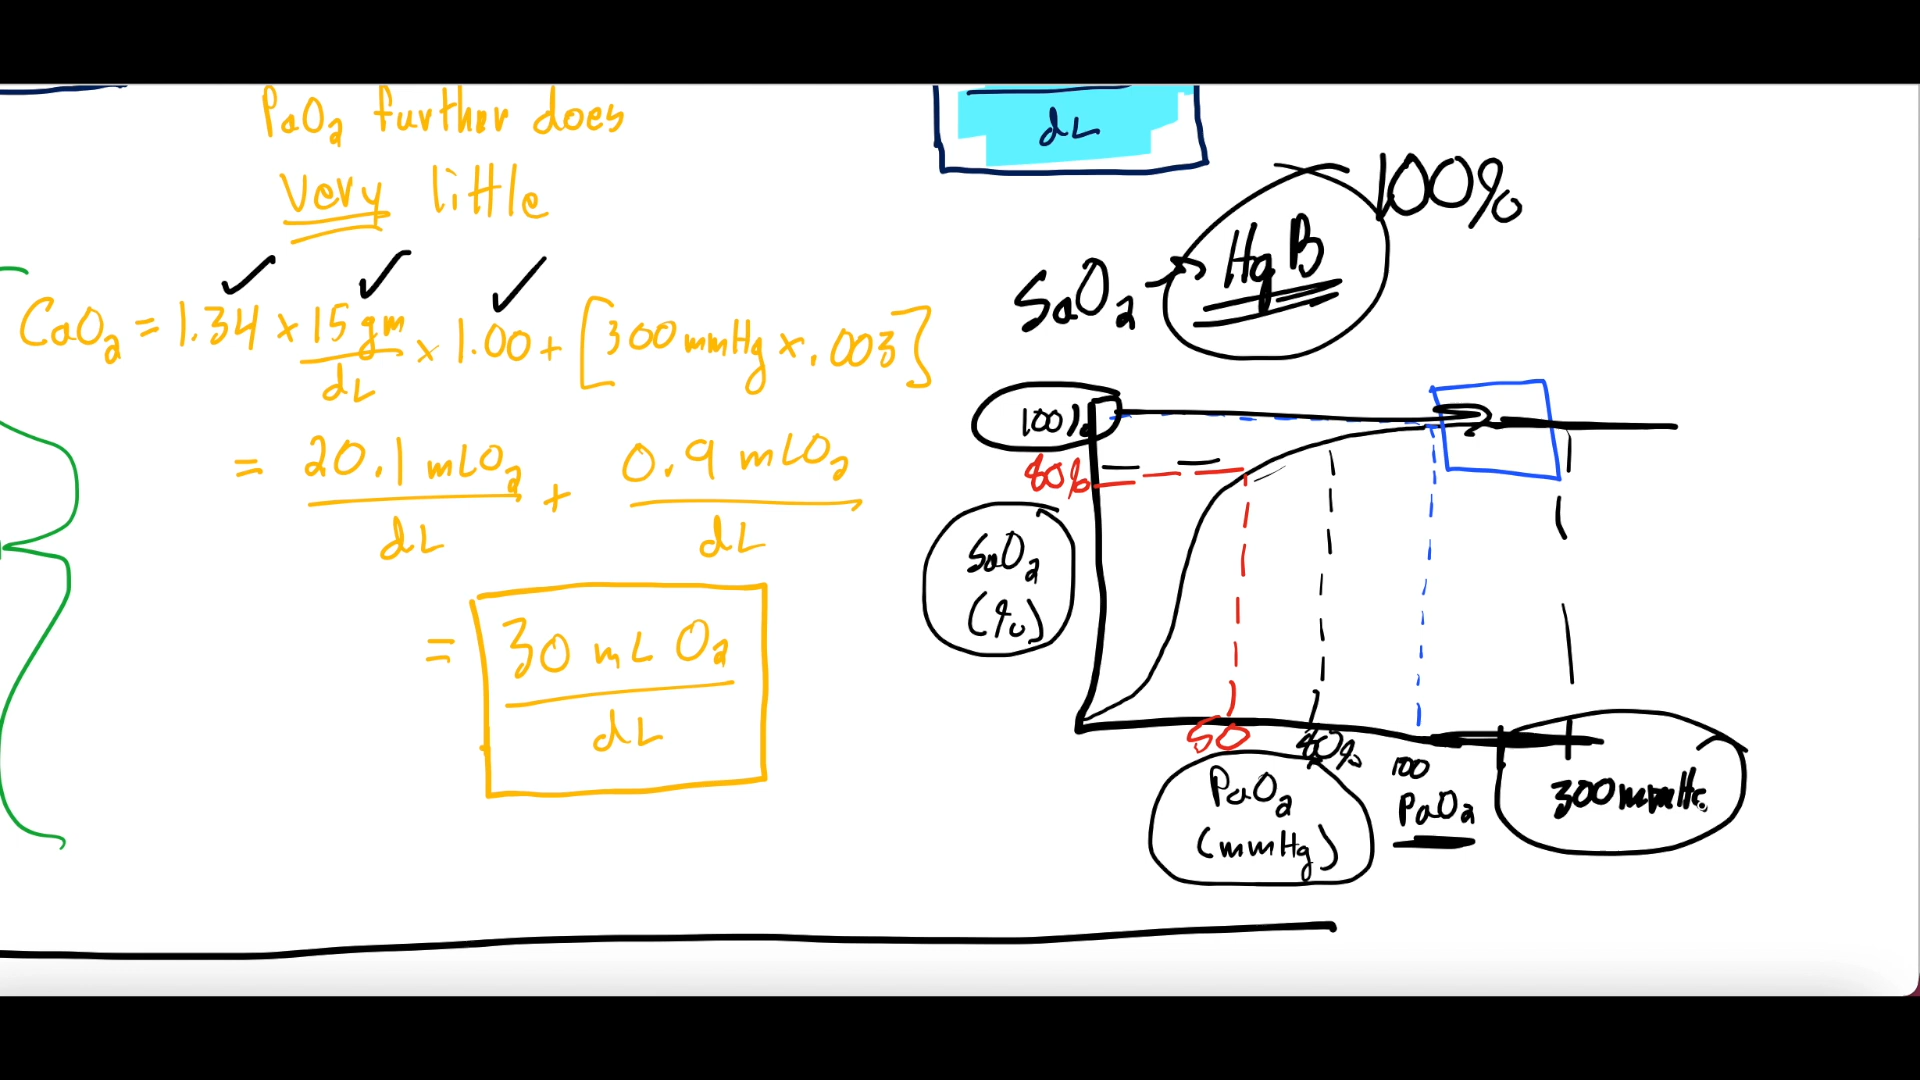 PaO₂ further does
very little
CaO₂ = 1.34 × 15 gm/dL × 1.00 + [300 mmHg × .003]
= 20.1 mLO₂/dL + 0.9 mLO₂/dL
= 30 mL O₂/dL
dL
100%
SaO₂ HgB
100%
80%
SaO₂
(%)
50
80%
100
PaO₂
300mmHg
PaO₂
(mmHg)